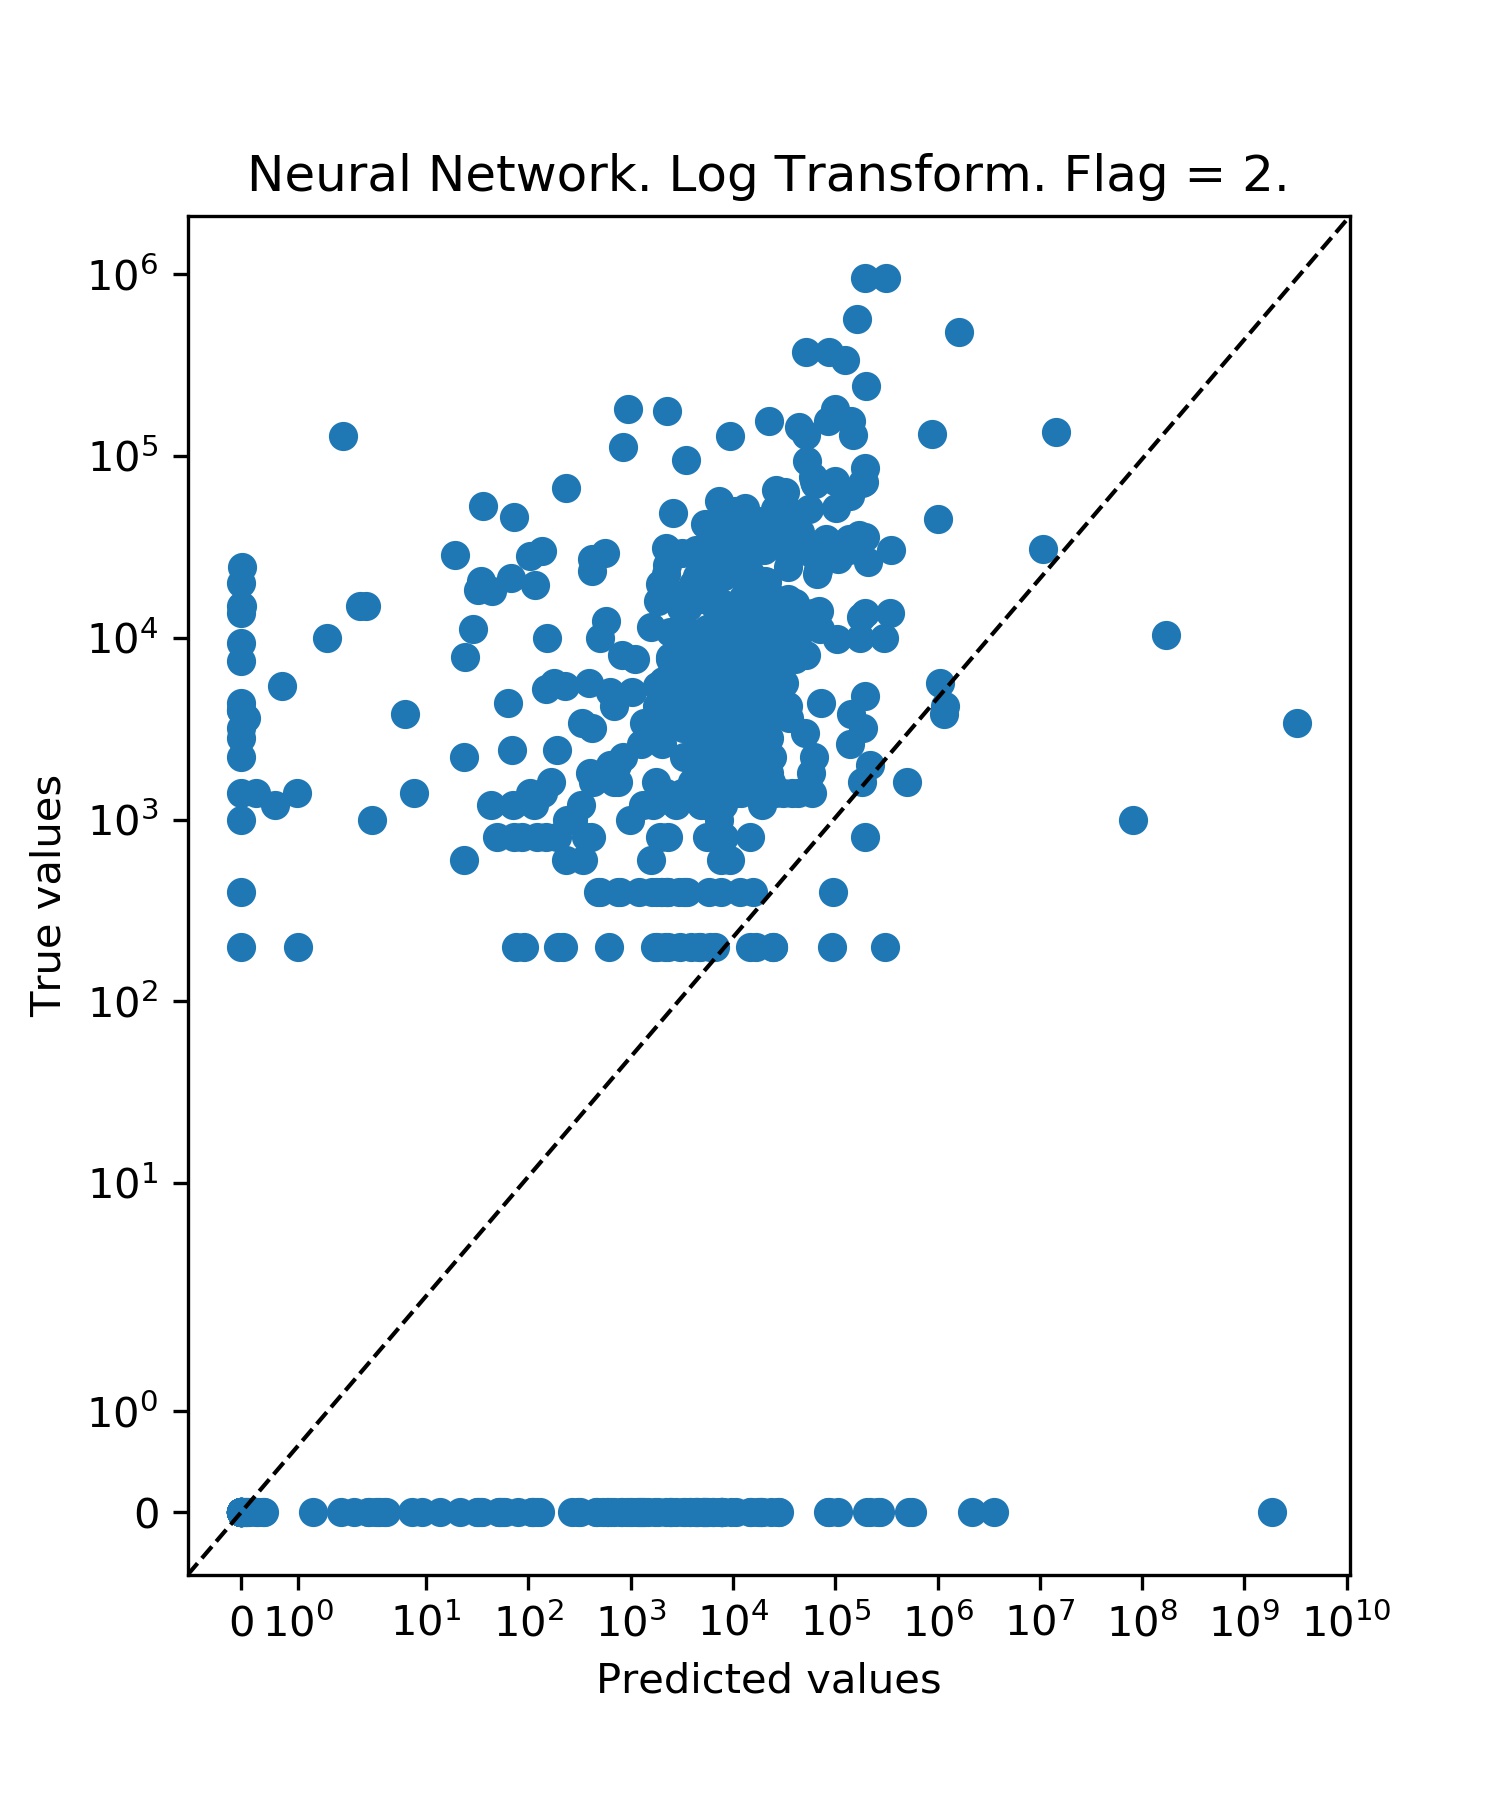 Neural Network. Log Transform. Flag = 2.
True values
10⁶
10⁵
10⁴
10³
10²
10¹
10⁰
0
0 10⁰ 10¹ 10² 10³ 10⁴ 10⁵ 10⁶ 10⁷ 10⁸ 10⁹ 10¹⁰
Predicted values